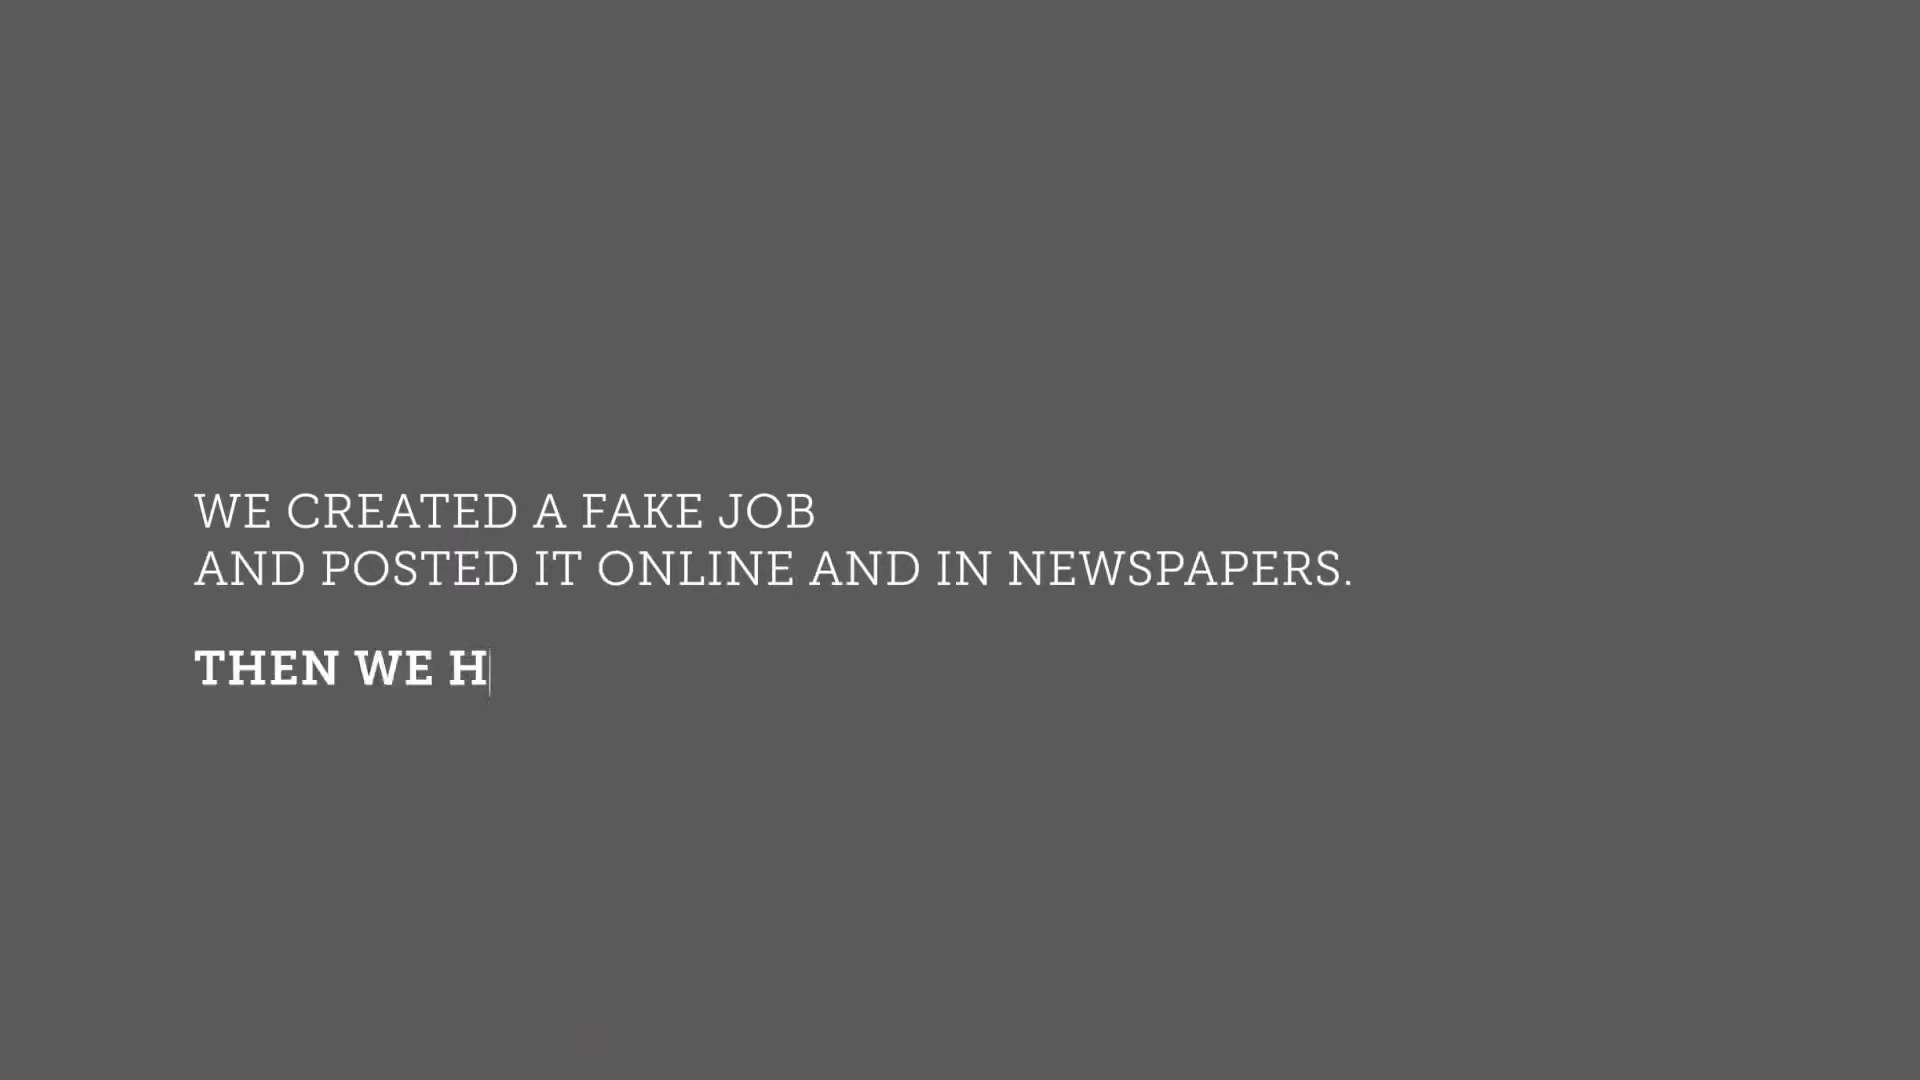 WE CREATED A FAKE JOB
AND POSTED IT ONLINE AND IN NEWSPAPERS.
THEN WE H